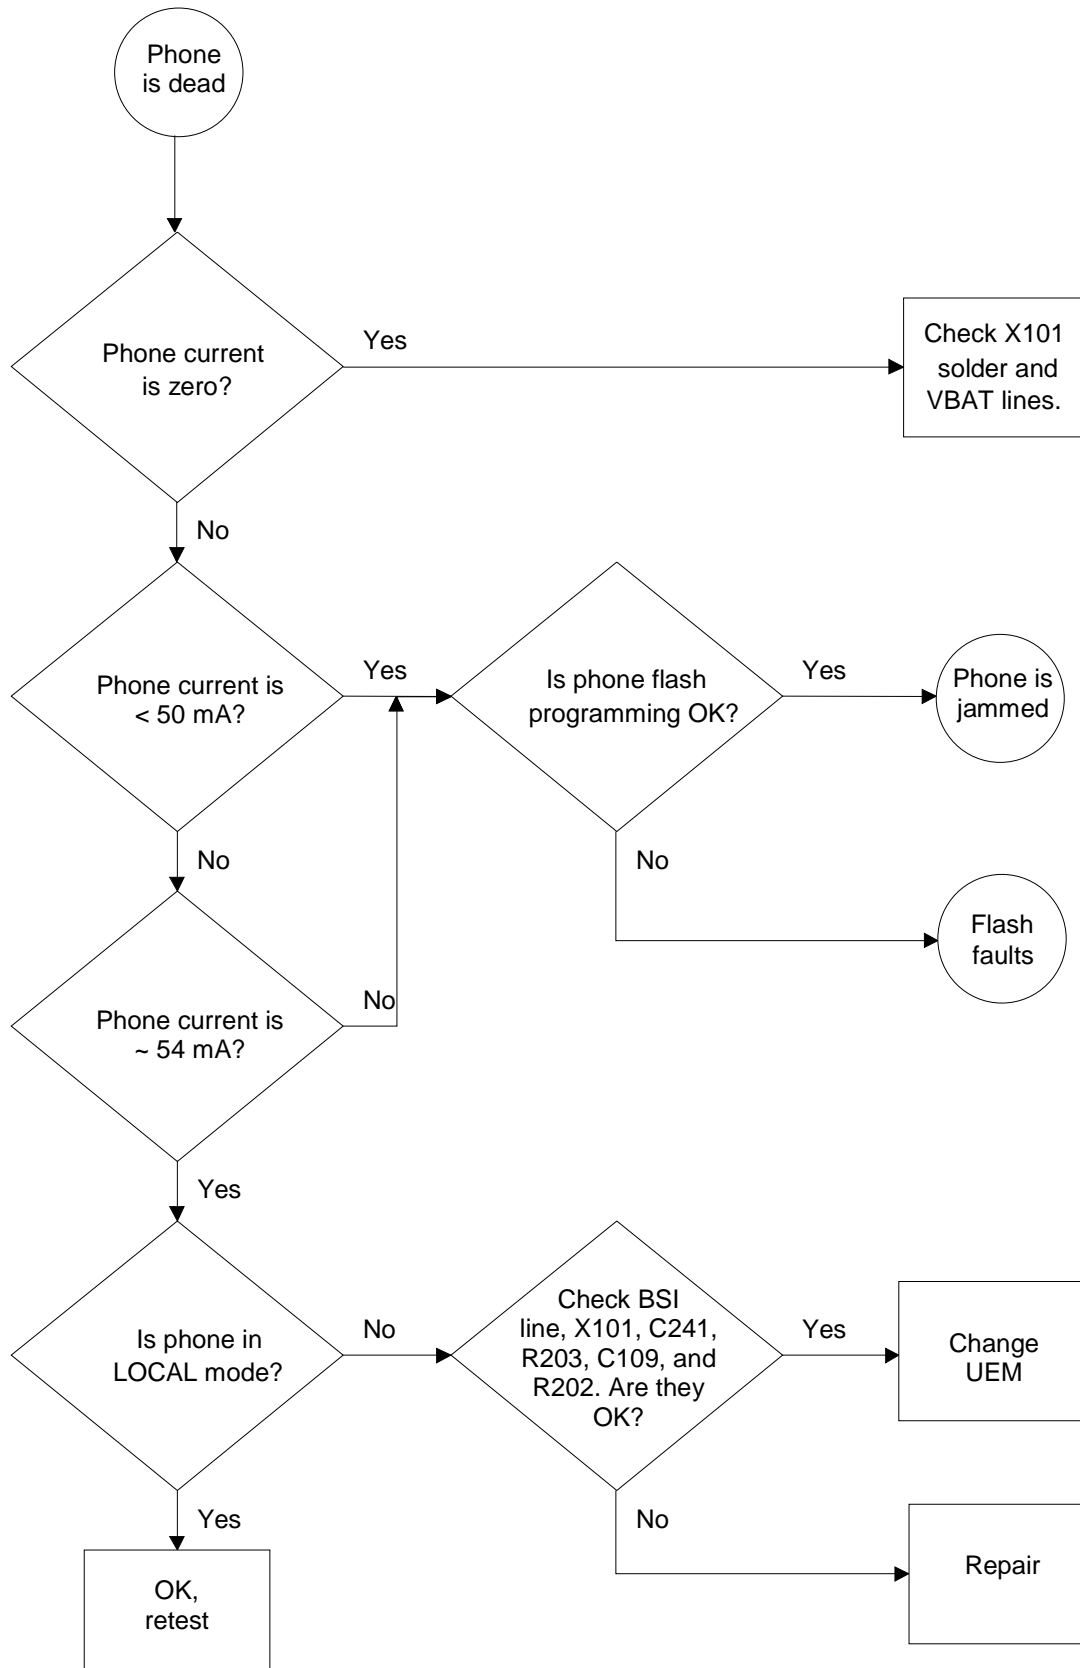 Phone
is dead
Phone current
is zero?
Yes
Check X101
solder and
VBAT lines.
No
Phone current is
< 50 mA?
Yes
Is phone flash
programming OK?
Yes
Phone is
jammed
No
No
Flash
faults
Phone current is
~ 54 mA?
No
Yes
Is phone in
LOCAL mode?
No
Check BSI
line, X101, C241,
R203, C109, and
R202. Are they
OK?
Yes
Change
UEM
Yes
No
OK,
retest
Repair